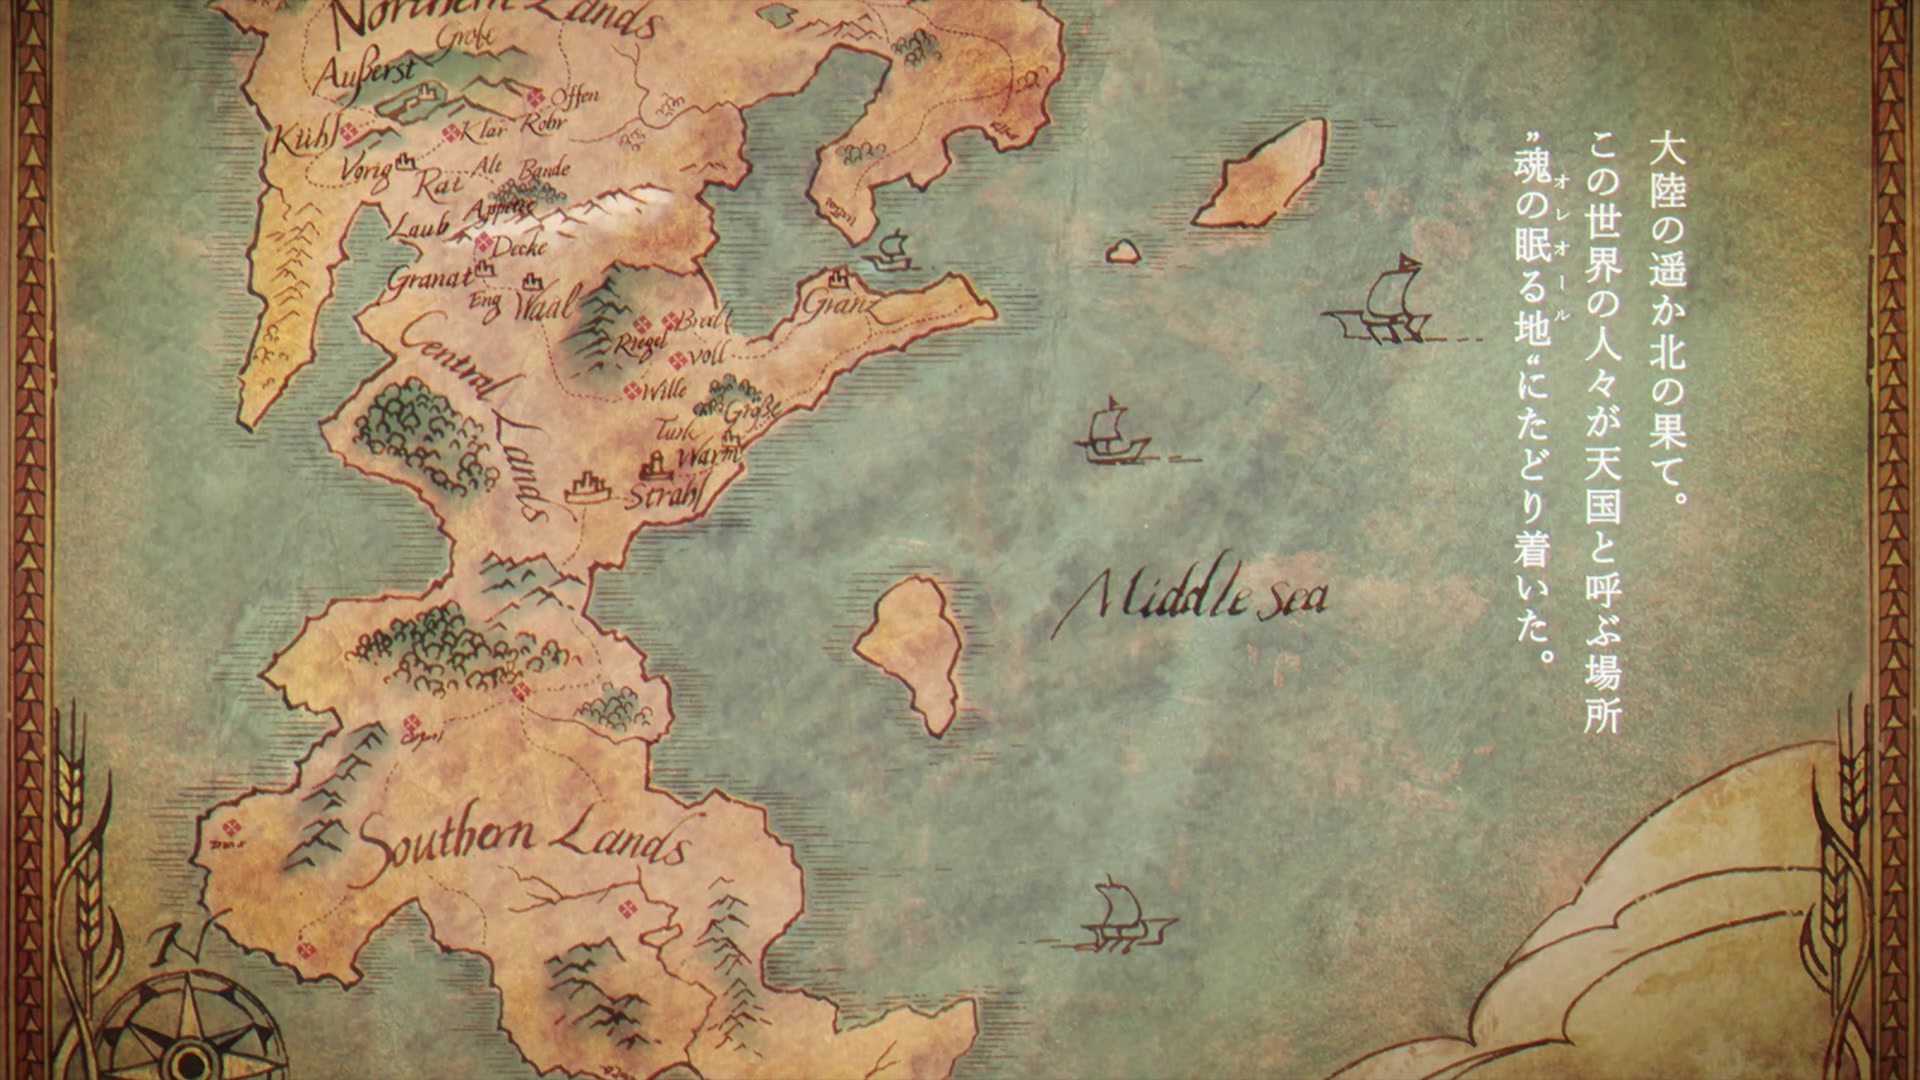 大陸の遥か北の果て。
この世界の人々が天国と呼ぶ場所
”魂の眠る地“にたどり着いた。
オレオール
Northern Lands
Große
Außerst
Offen
Kühl
Klar
Rohr
Vorig
Alt
Bande
Rat
Appetit
Laub
Decke
Granat
Eng
Waal
Granz
Riegel
Voll
Central Lands
Wille
Große
Turk
Warm
Strahl
Middle Sea
Southern Lands
N